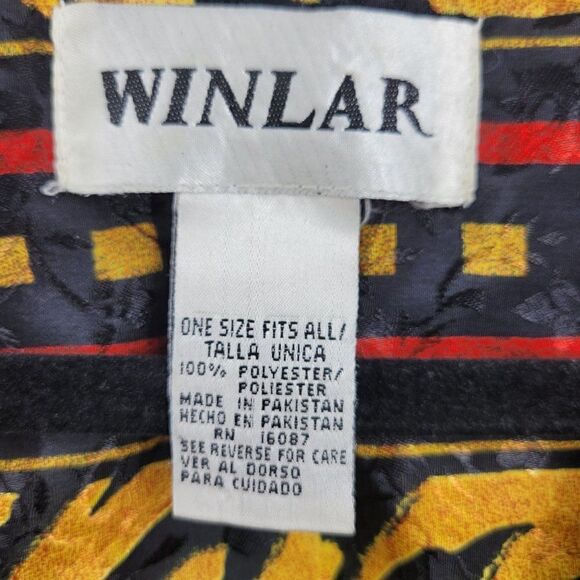 WINLAR
ONE SIZE FITS ALL/
TALLA UNICA
100% POLYESTER/
POLIESTER
MADE IN PAKISTAN
HECHO EN PAKISTAN
RN 16087
SEE REVERSE FOR CARE
VER AL DORSO
PARA CUIDADO